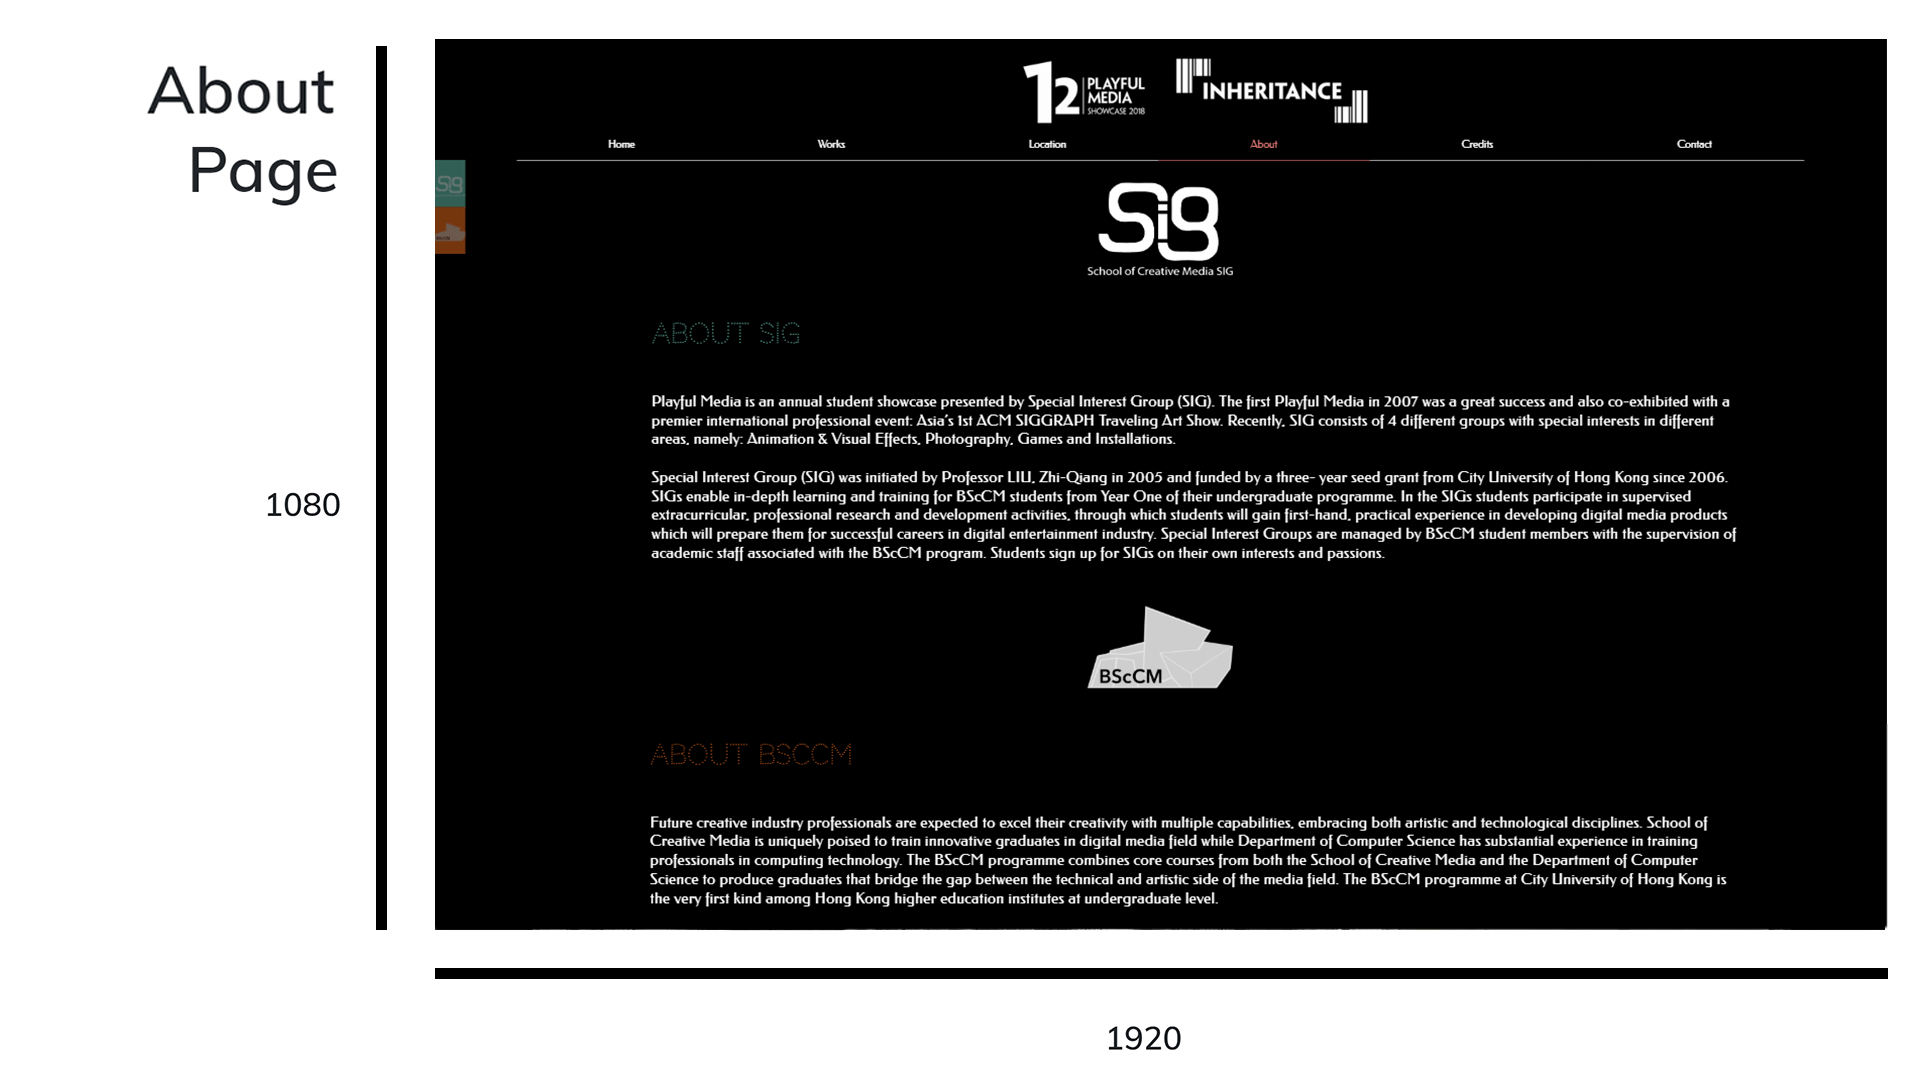 About
Page
12 PLAYFUL
MEDIA
SHOWCASE 2018
INHERITANCE
Home Works Location About Credits Contact
Sig
Sig
School of Creative Media SIG
ABOUT SIG
Playful Media is an annual student showcase presented by Special Interest Group (SIG). The first Playful Media in 2007 was a great success and also co-exhibited with a
premier international professional event: Asia's 1st ACM SIGGRAPH Traveling Art Show. Recently, SIG consists of 4 different groups with special interests in different
areas, namely: Animation & Visual Effects, Photography, Games and Installations.
Special Interest Group (SIG) was initiated by Professor LIU, Zhi-Qiang in 2005 and funded by a three- year seed grant from City University of Hong Kong since 2006.
SIGs enable in-depth learning and training for BScCM students from Year One of their undergraduate programme. In the SIGs students participate in supervised
extracurricular, professional research and development activities, through which students will gain first-hand, practical experience in developing digital media products
which will prepare them for successful careers in digital entertainment industry. Special Interest Groups are managed by BScCM student members with the supervision of
academic staff associated with the BScCM program. Students sign up for SIGs on their own interests and passions.
1080
BScCM
ABOUT BSCCM
Future creative industry professionals are expected to excel their creativity with multiple capabilities, embracing both artistic and technological disciplines. School of
Creative Media is uniquely poised to train innovative graduates in digital media field while Department of Computer Science has substantial experience in training
professionals in computing technology. The BScCM programme combines core courses from both the School of Creative Media and the Department of Computer
Science to produce graduates that bridge the gap between the technical and artistic side of the media field. The BScCM programme at City University of Hong Kong is
the very first kind among Hong Kong higher education institutes at undergraduate level.
1920